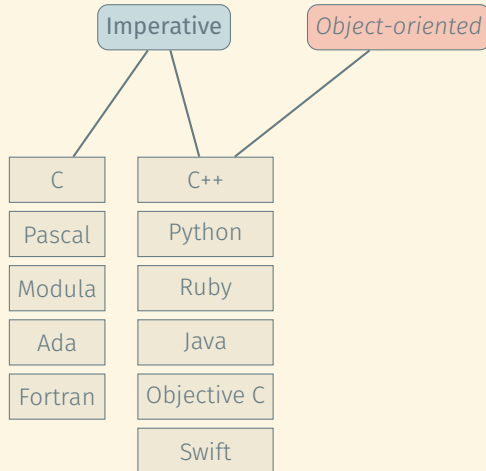 Imperative
Object-oriented
C
Pascal
Modula
Ada
Fortran
C++
Python
Ruby
Java
Objective C
Swift